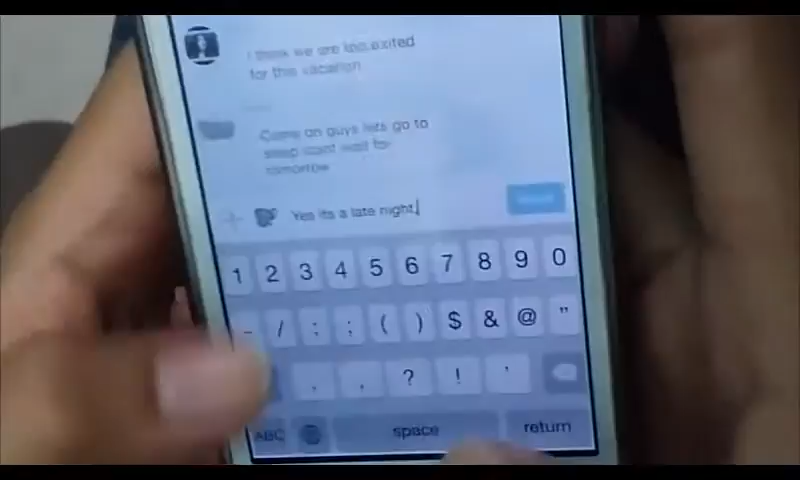 I think we are too exited
for this vacation
Come on guys lets go to
sleep cant wait for
tomorrow
Yes its a late night,
1 2 3 4 5 6 7 8 9 0
- / : ; ( ) $ & @ "
. , ? ! '
ABC space return